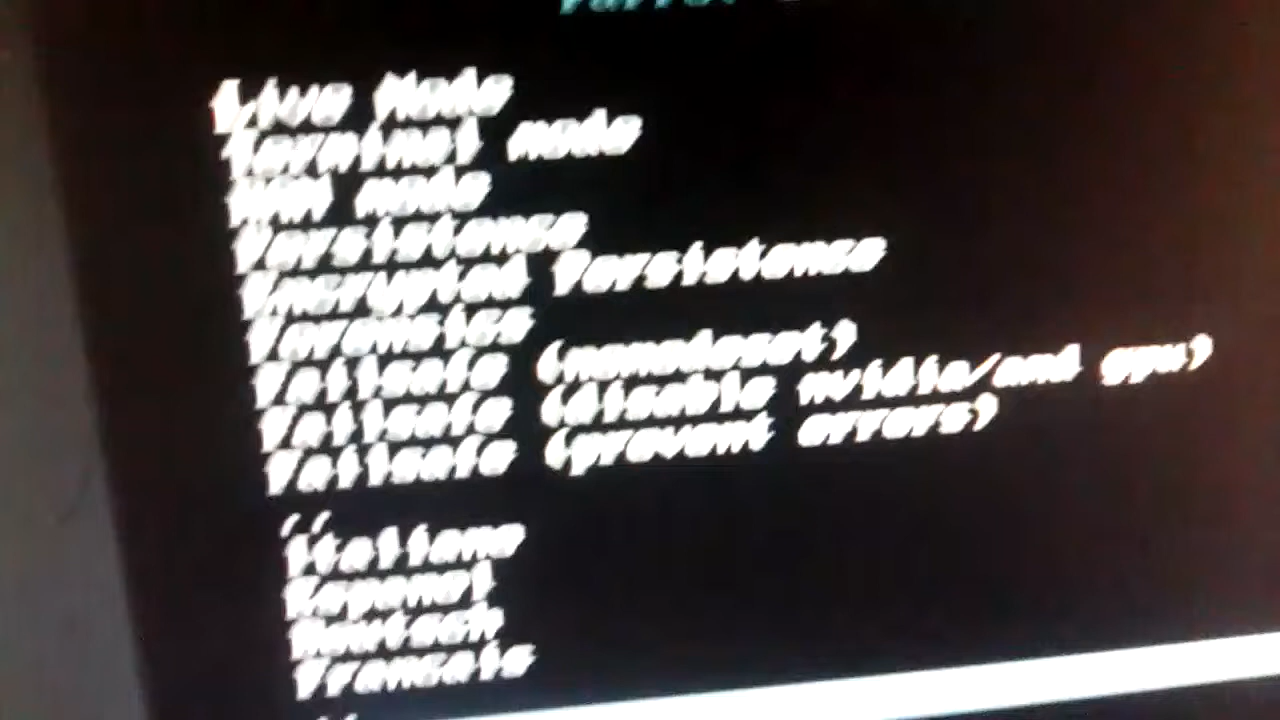 Parrot
Live Mode
Terminal mode
RAM mode
Persistence
Encrypted Persistence
Forensics
Failsafe (nomodeset)
Failsafe (disable nvidia/amd gpu)
Failsafe (prevent errors)
//
Italiano
Espanol
Deutsch
Francais
//